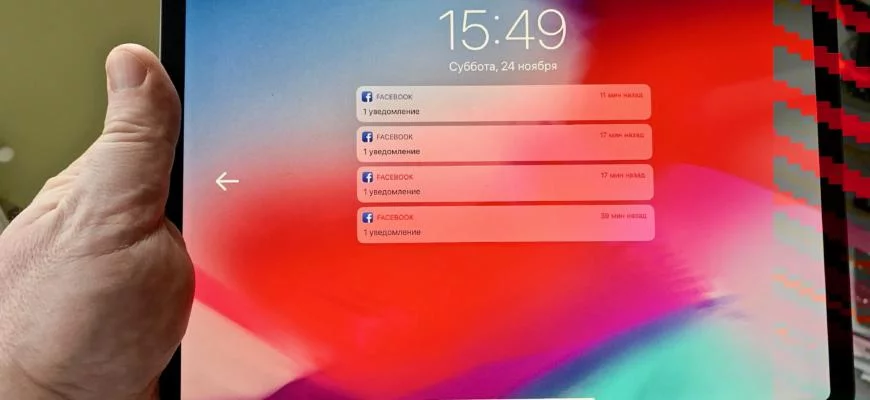 15:49
Суббота, 24 ноября
FACEBOOK 11 мин назад
1 уведомление
FACEBOOK 17 мин назад
1 уведомление
FACEBOOK 17 мин назад
1 уведомление
FACEBOOK 39 мин назад
1 уведомление